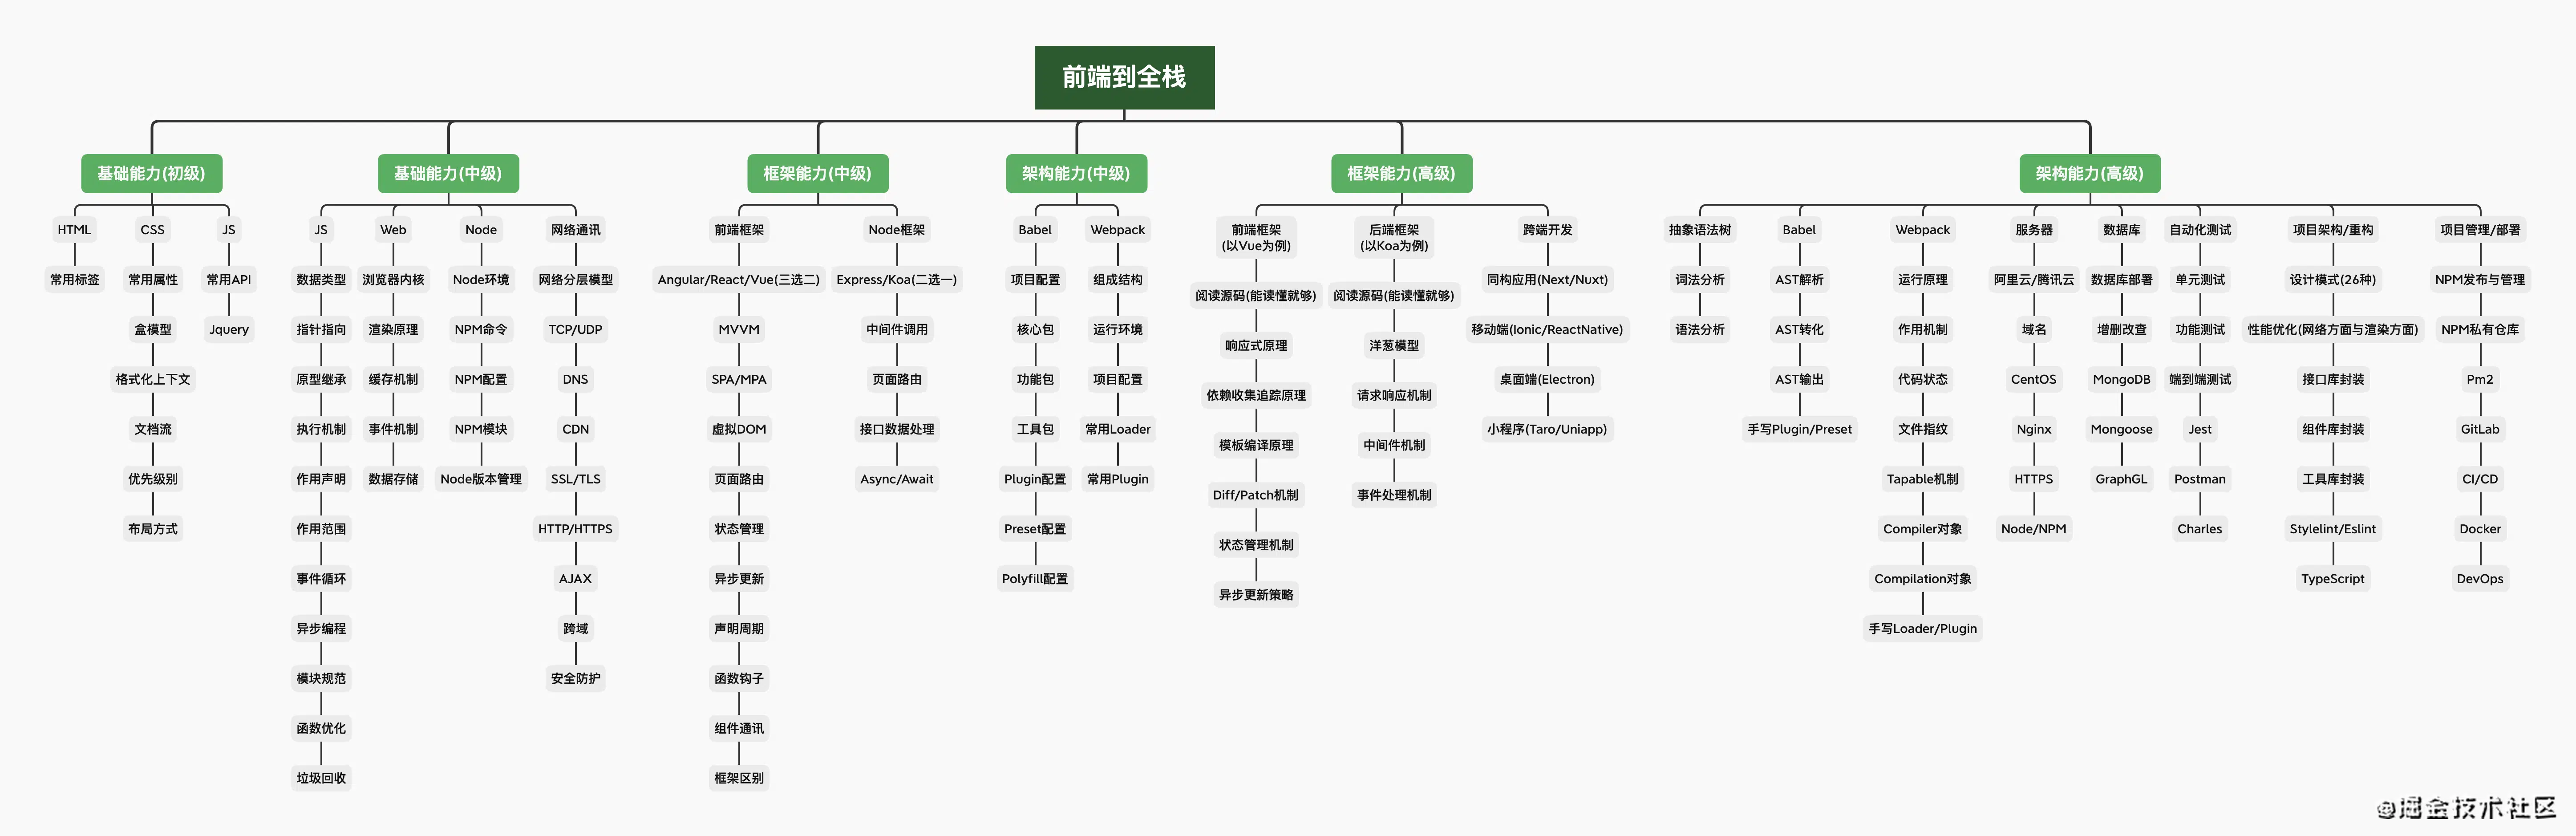 前端到全栈
基础能力(初级)
HTML
常用标签
CSS
常用属性
盒模型
格式化上下文
文档流
优先级别
布局方式
JS
常用API
Jquery
基础能力(中级)
JS
数据类型
指针指向
原型继承
执行机制
作用声明
作用范围
事件循环
异步编程
模块规范
函数优化
垃圾回收
Web
浏览器内核
渲染原理
缓存机制
事件机制
数据存储
Node
Node环境
NPM命令
NPM配置
NPM模块
Node版本管理
网络通讯
网络分层模型
TCP/UDP
DNS
CDN
SSL/TLS
HTTP/HTTPS
AJAX
跨域
安全防护
框架能力(中级)
前端框架
Angular/React/Vue(三选二)
MVVM
SPA/MPA
虚拟DOM
页面路由
状态管理
异步更新
声明周期
函数钩子
组件通讯
框架区别
Node框架
Express/Koa(二选一)
中间件调用
页面路由
接口数据处理
Async/Await
架构能力(中级)
Babel
项目配置
核心包
功能包
工具包
Plugin配置
Preset配置
Polyfill配置
Webpack
组成结构
运行环境
项目配置
常用Loader
常用Plugin
框架能力(高级)
前端框架
(以Vue为例)
阅读源码(能读懂就够)
响应式原理
依赖收集追踪原理
模板编译原理
Diff/Patch机制
状态管理机制
异步更新策略
后端框架
(以Koa为例)
阅读源码(能读懂就够)
洋葱模型
请求响应机制
中间件机制
事件处理机制
跨端开发
同构应用(Next/Nuxt)
移动端(Ionic/ReactNative)
桌面端(Electron)
小程序(Taro/Uniapp)
架构能力(高级)
抽象语法树
词法分析
语法分析
Babel
AST解析
AST转化
AST输出
手写Plugin/Preset
Webpack
运行原理
作用机制
代码状态
文件指纹
Tapable机制
Compiler对象
Compilation对象
手写Loader/Plugin
服务器
阿里云/腾讯云
域名
CentOS
Nginx
HTTPS
Node/NPM
数据库
数据库部署
增删改查
MongoDB
Mongoose
GraphGL
自动化测试
单元测试
功能测试
端到端测试
Jest
Postman
Charles
项目架构/重构
设计模式(26种)
性能优化(网络方面与渲染方面)
接口库封装
组件库封装
工具库封装
Stylelint/Eslint
TypeScript
项目管理/部署
NPM发布与管理
NPM私有仓库
Pm2
GitLab
CI/CD
Docker
DevOps
@掘金技术社区